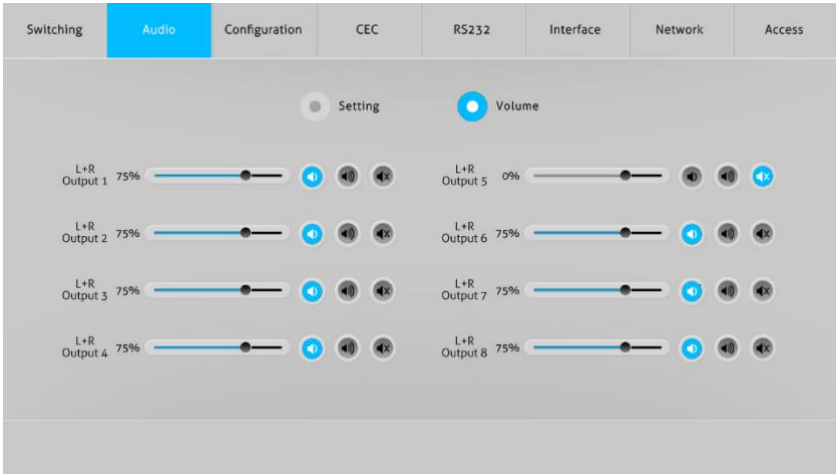 Switching Audio Configuration CEC RS232 Interface Network Access
Setting Volume
L+R
Output 1 75%
L+R
Output 5 0%
L+R
Output 2 75%
L+R
Output 6 75%
L+R
Output 3 75%
L+R
Output 7 75%
L+R
Output 4 75%
L+R
Output 8 75%